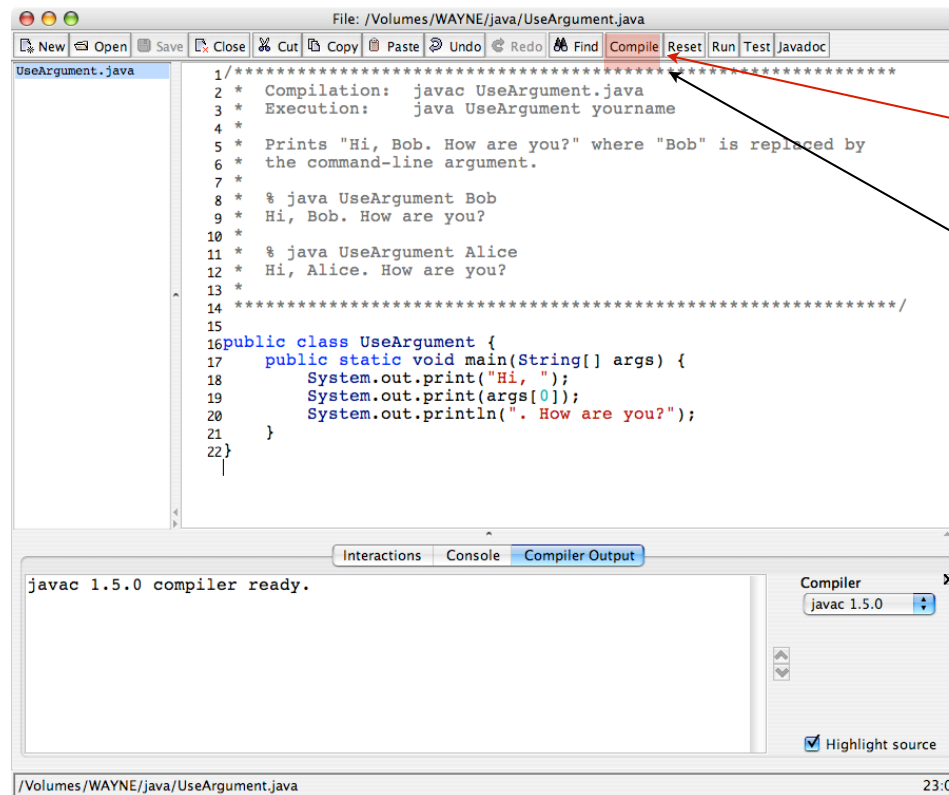 File: /Volumes/WAYNE/java/UseArgument.java
New Open Save Close Cut Copy Paste Undo Redo Find Compile Reset Run Test Javadoc
UseArgument.java
1 /***************************************************************
2 *  Compilation:  javac UseArgument.java
3 *  Execution:    java UseArgument yourname
4 *
5 *  Prints "Hi, Bob. How are you?" where "Bob" is replaced by
6 *  the command-line argument.
7 *
8 *  % java UseArgument Bob
9 *  Hi, Bob. How are you?
10 *
11 *  % java UseArgument Alice
12 *  Hi, Alice. How are you?
13 *
14 ***************************************************************/
15
16 public class UseArgument {
17     public static void main(String[] args) {
18         System.out.print("Hi, ");
19         System.out.print(args[0]);
20         System.out.println(". How are you?");
21     }
22 }
Interactions Console Compiler Output
javac 1.5.0 compiler ready.
Compiler
javac 1.5.0
Highlight source
/Volumes/WAYNE/java/UseArgument.java